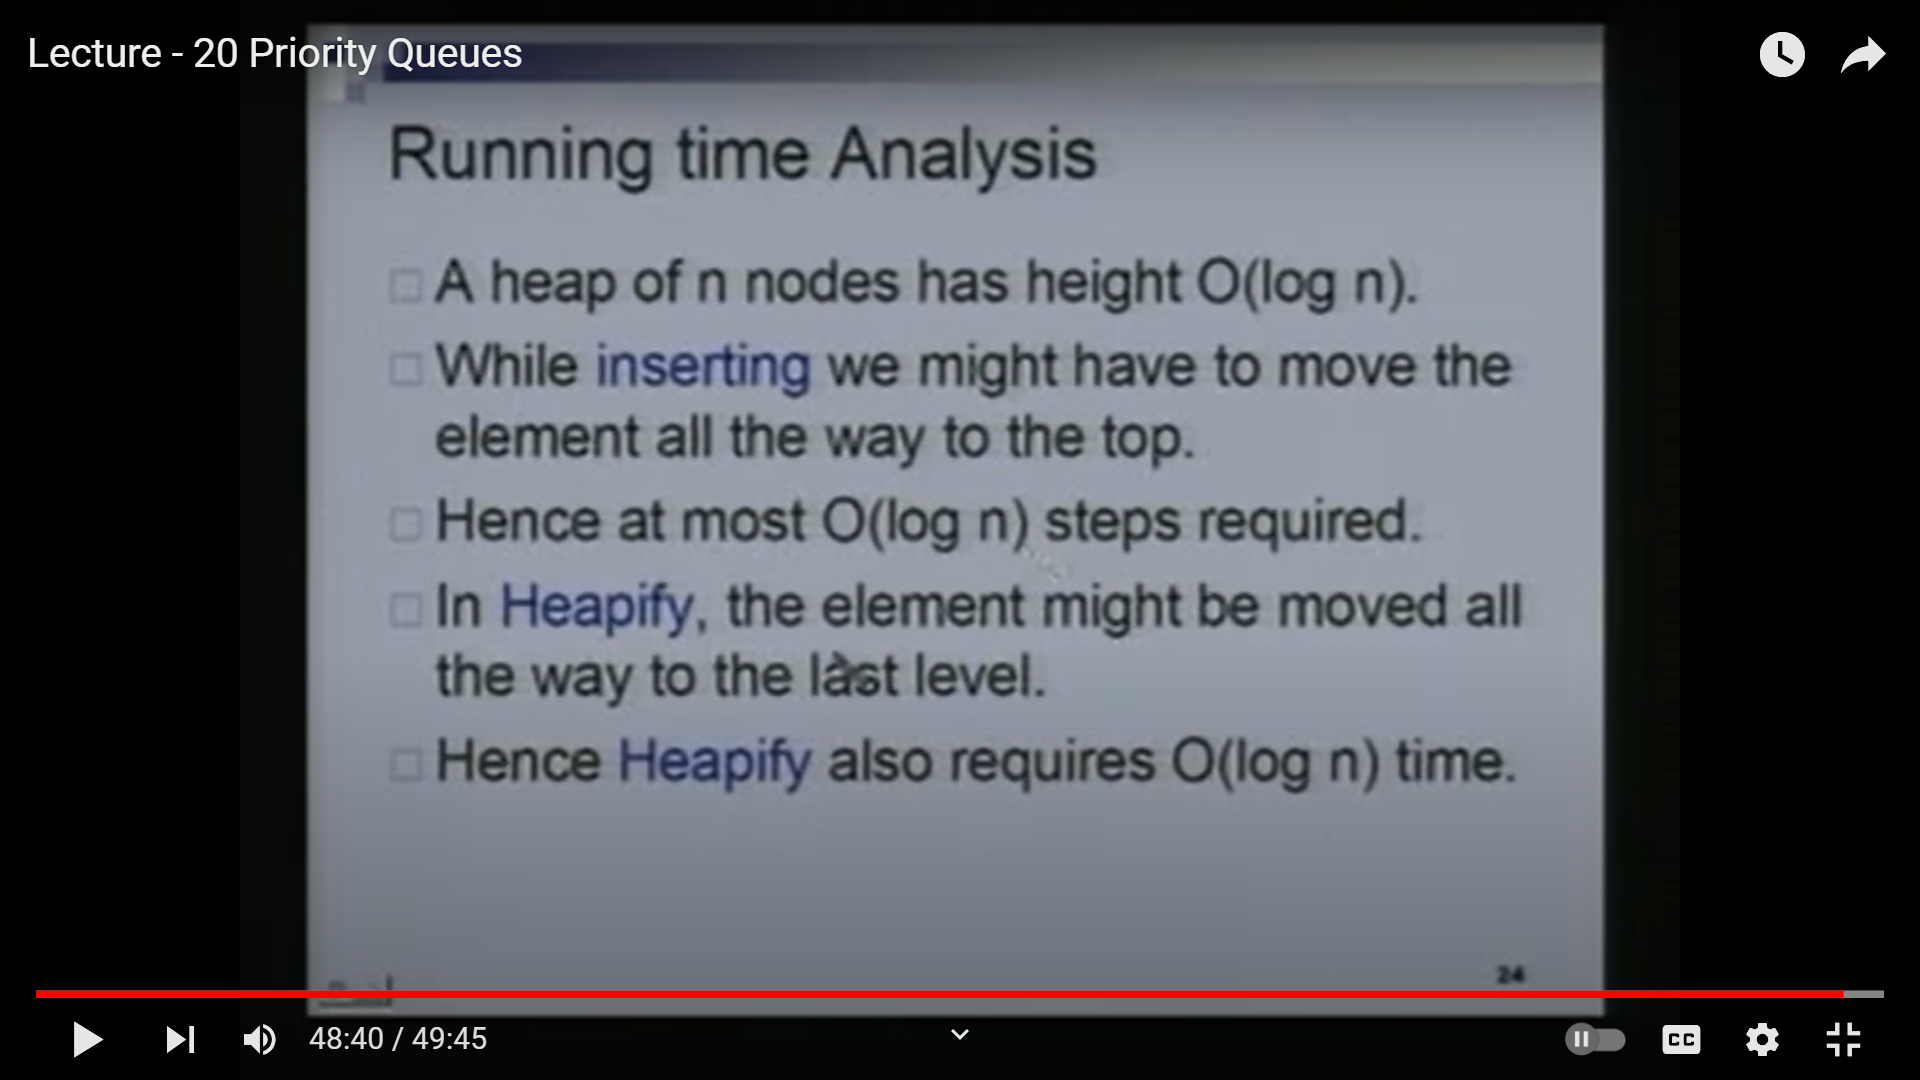 Lecture - 20 Priority Queues
Running time Analysis
A heap of n nodes has height O(log n).
While inserting we might have to move the
element all the way to the top.
Hence at most O(log n) steps required.
In Heapify, the element might be moved all
the way to the last level.
Hence Heapify also requires O(log n) time.
24
48:40 / 49:45
CC